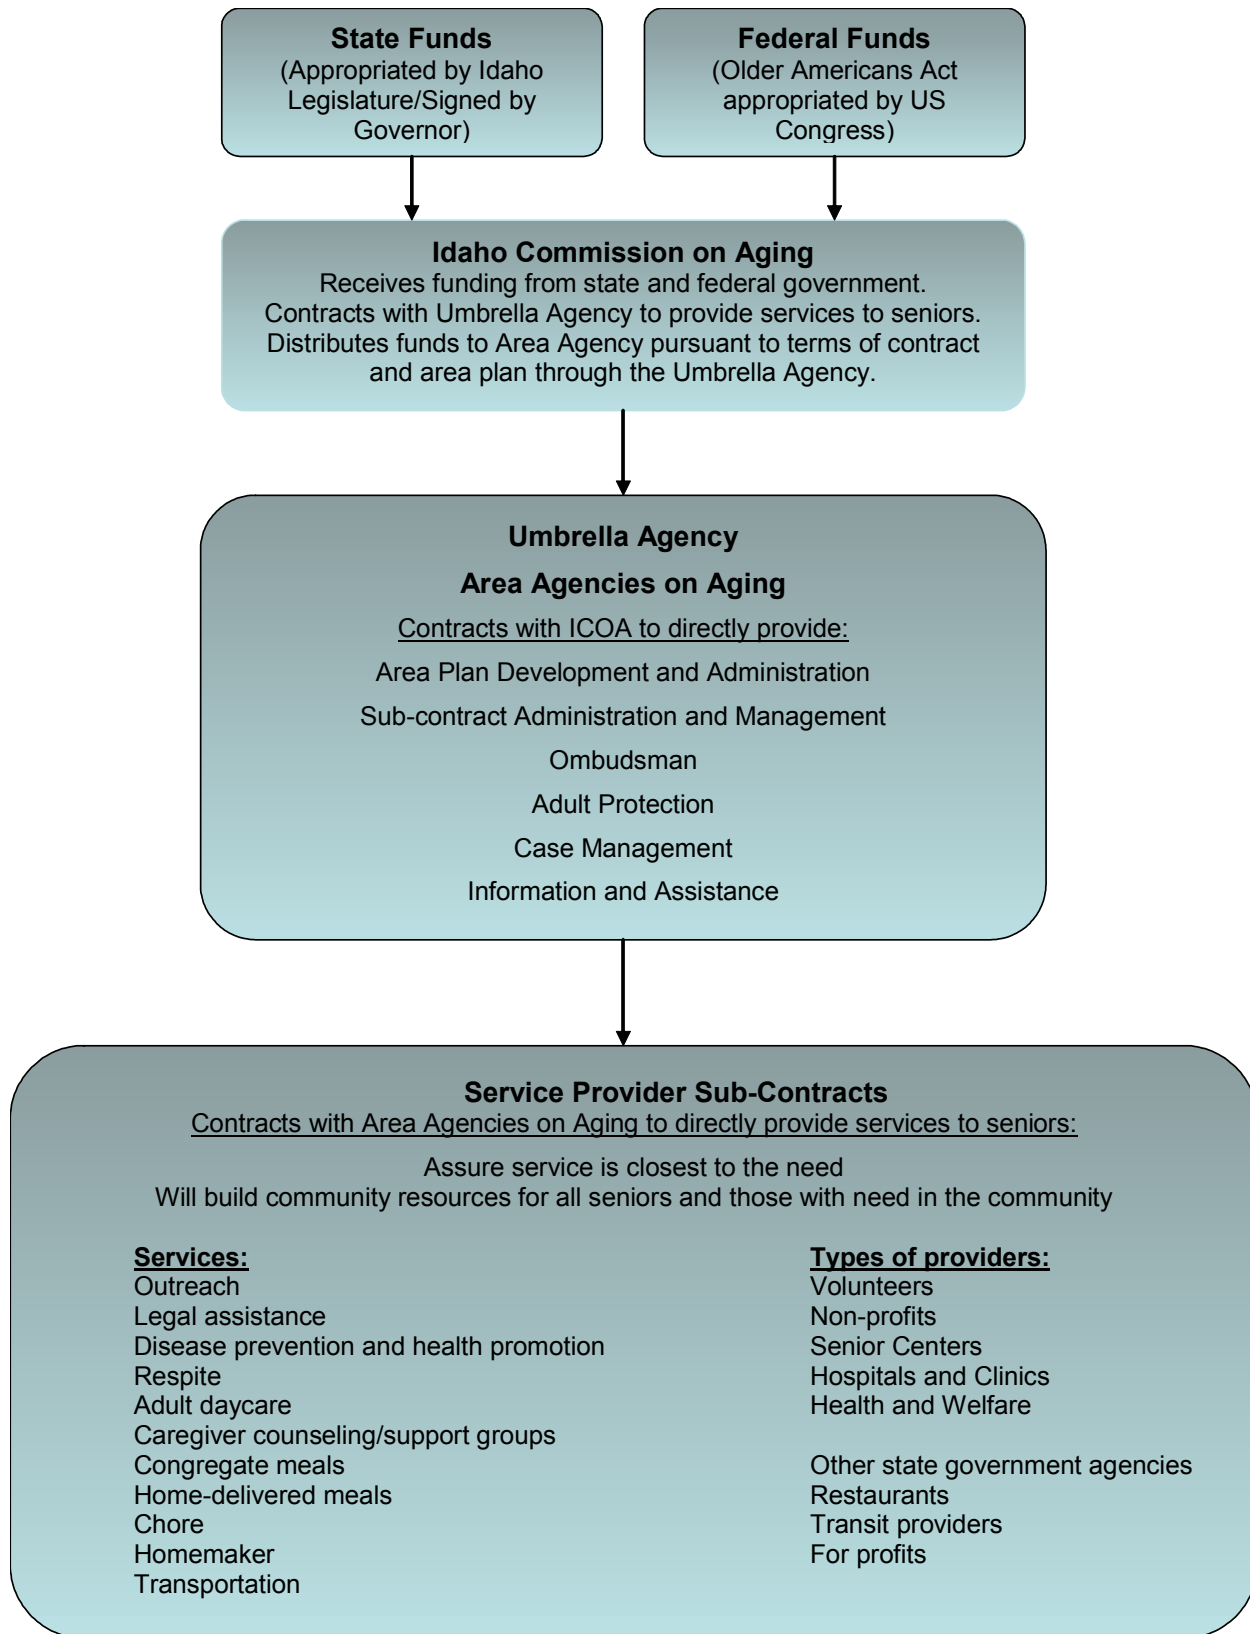 State Funds
(Appropriated by Idaho
Legislature/Signed by
Governor)
Federal Funds
(Older Americans Act
appropriated by US
Congress)
Idaho Commission on Aging
Receives funding from state and federal government.
Contracts with Umbrella Agency to provide services to seniors.
Distributes funds to Area Agency pursuant to terms of contract
and area plan through the Umbrella Agency.
Umbrella Agency
Area Agencies on Aging
Contracts with ICOA to directly provide:
Area Plan Development and Administration
Sub-contract Administration and Management
Ombudsman
Adult Protection
Case Management
Information and Assistance
Service Provider Sub-Contracts
Contracts with Area Agencies on Aging to directly provide services to seniors:
Assure service is closest to the need
Will build community resources for all seniors and those with need in the community
Services:
Outreach
Legal assistance
Disease prevention and health promotion
Respite
Adult daycare
Caregiver counseling/support groups
Congregate meals
Home-delivered meals
Chore
Homemaker
Transportation
Types of providers:
Volunteers
Non-profits
Senior Centers
Hospitals and Clinics
Health and Welfare
Other state government agencies
Restaurants
Transit providers
For profits